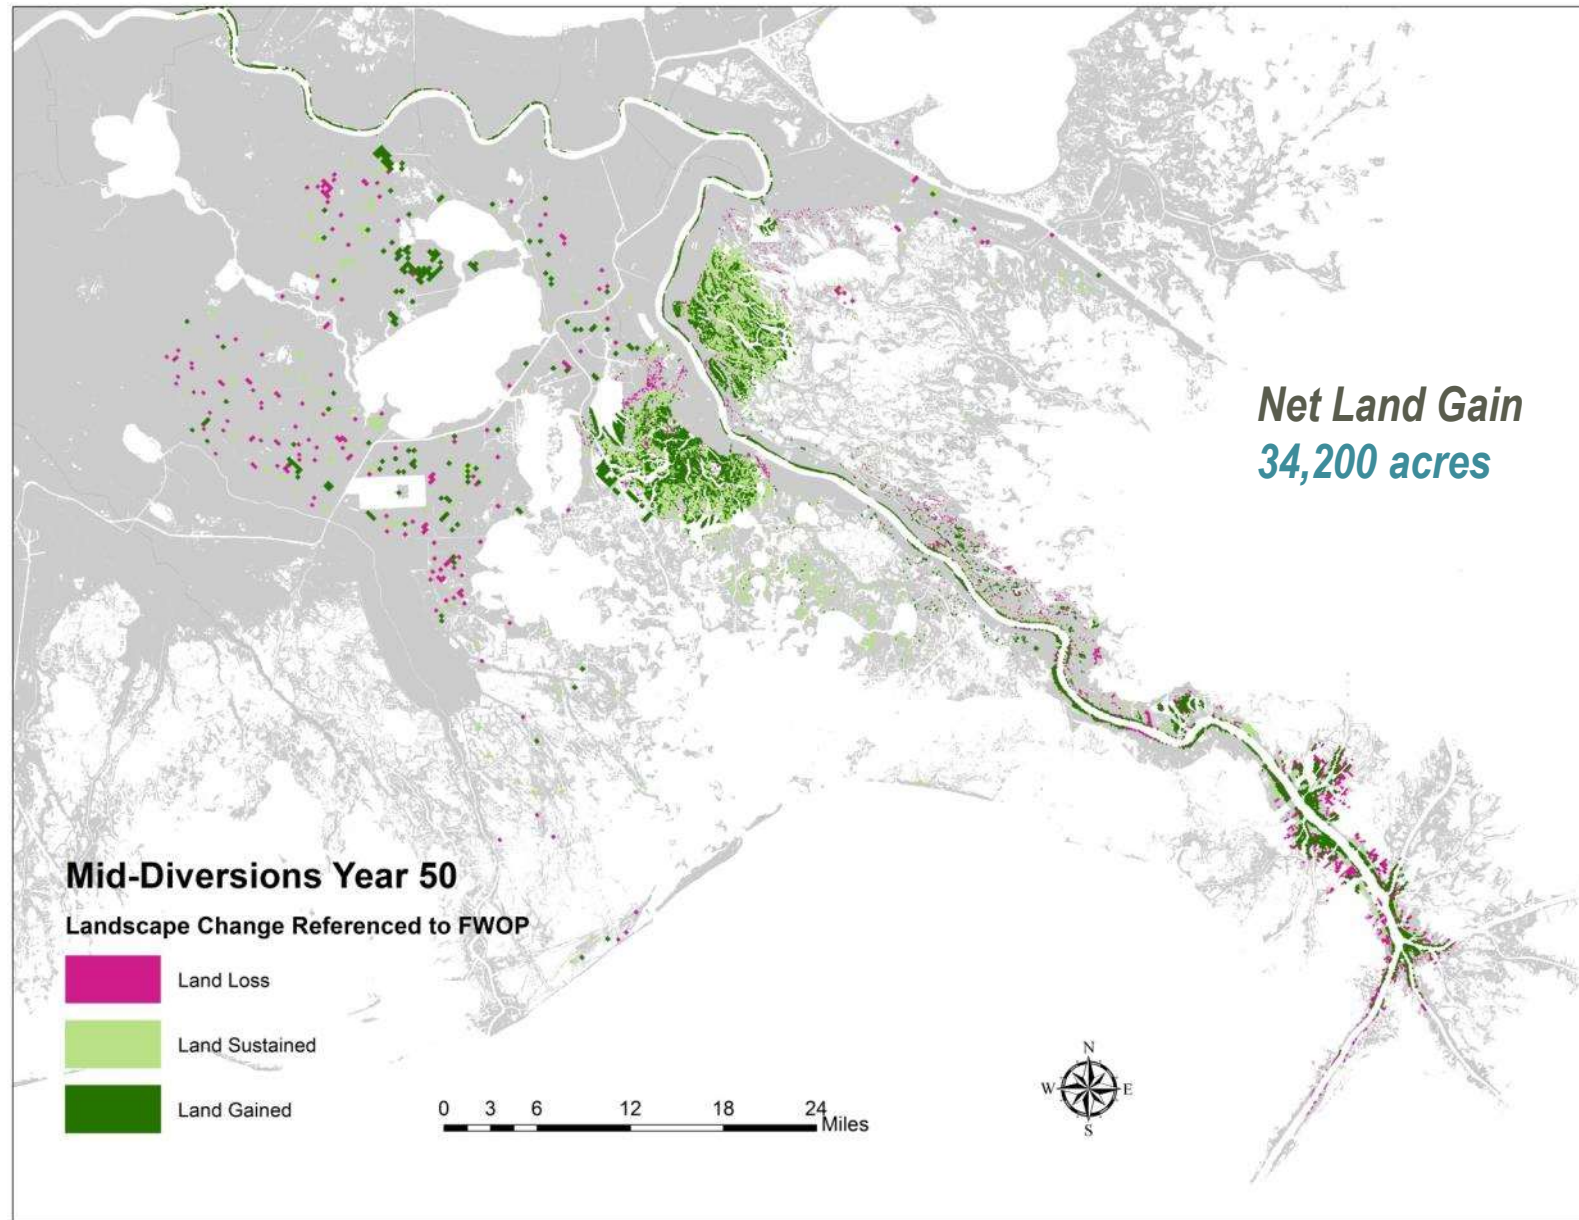 Net Land Gain
34,200 acres
Mid-Diversions Year 50
Landscape Change Referenced to FWOP
Land Loss
Land Sustained
Land Gained
0 3 6 12 18 24 Miles
N
W E
S